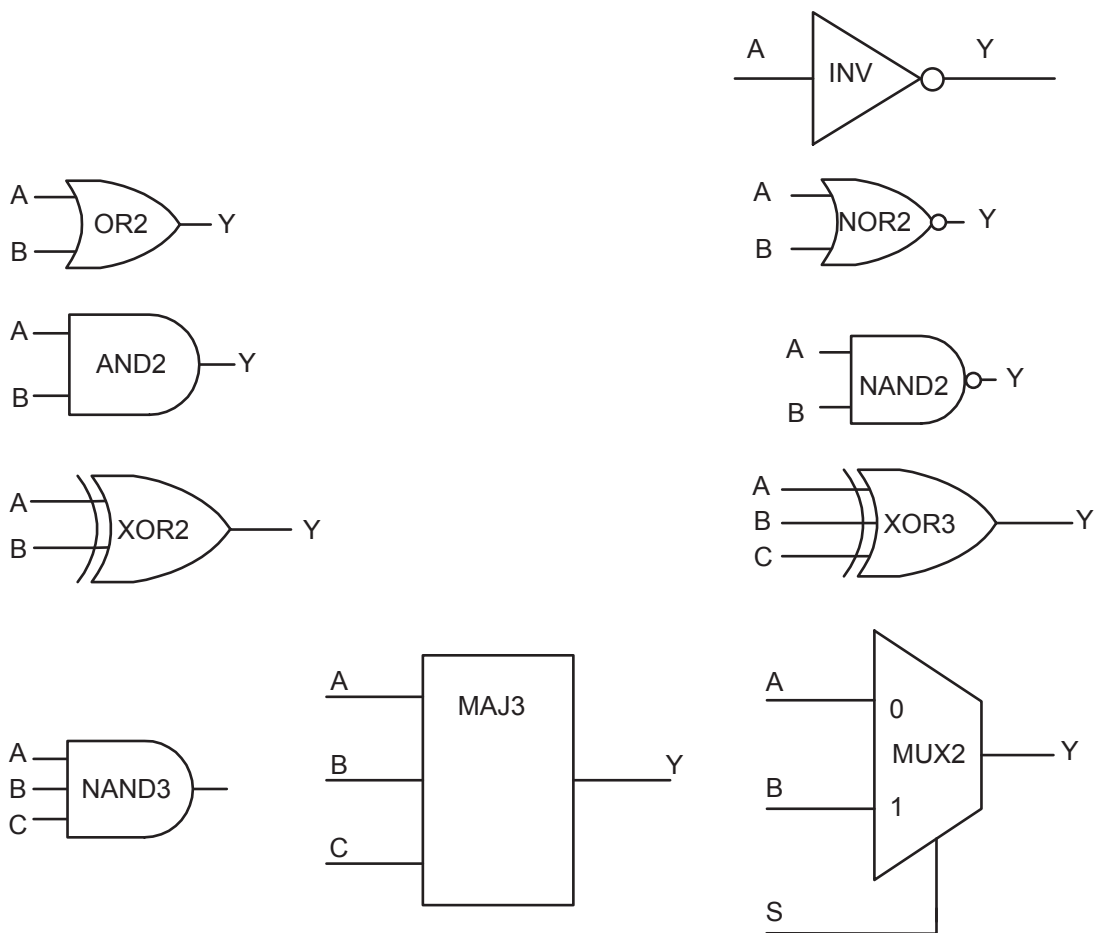 A INV Y
A OR2 Y
B
A NOR2 Y
B
A AND2 Y
B
A NAND2 Y
B
A XOR2 Y
B
A
B XOR3 Y
C
A
B NAND3
C
A MAJ3
B Y
C
A 0
MUX2 Y
B 1
S